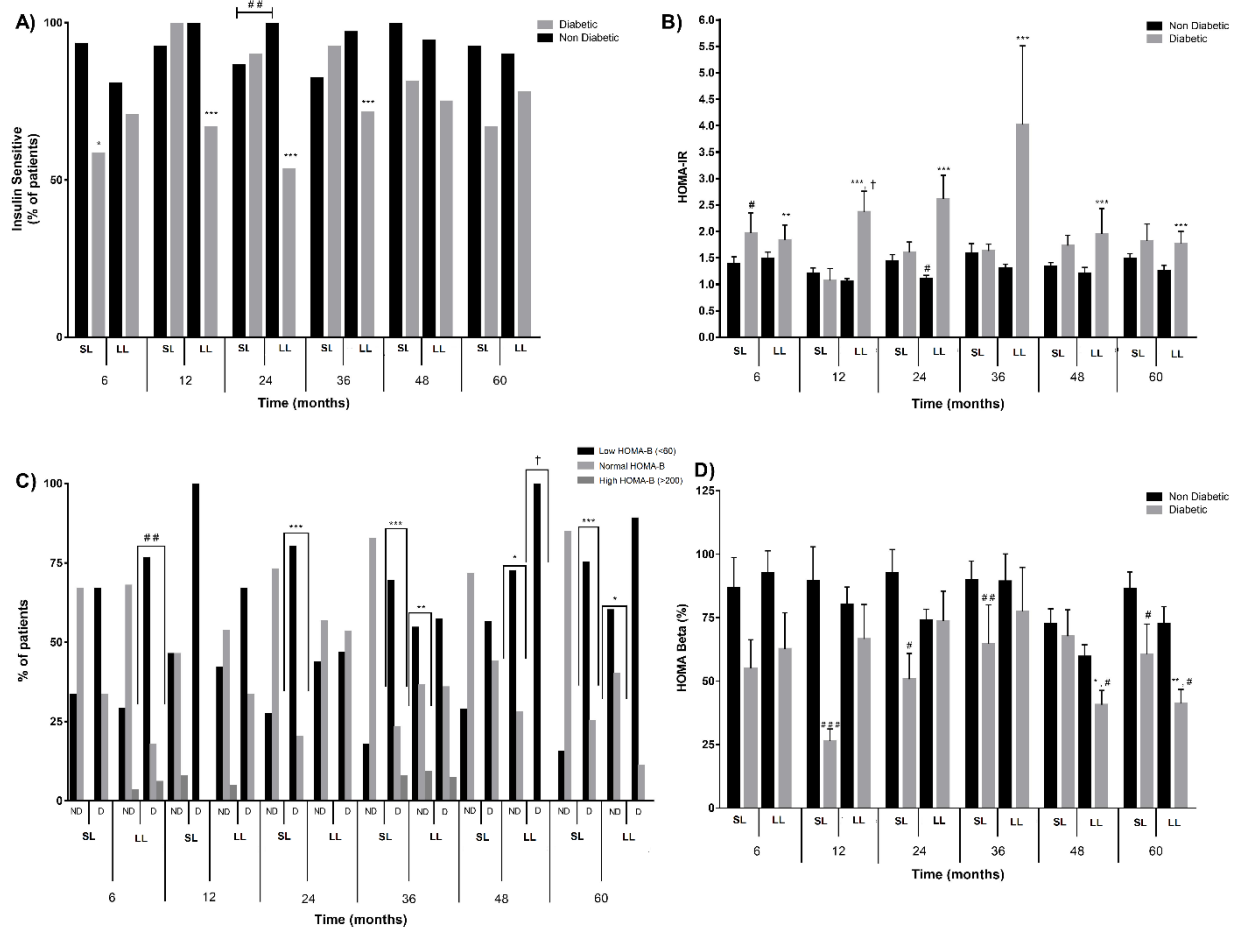 A)
# #
Diabetic
Non Diabetic
Insulin Sensitive
(% of patients)
100
50
0
*
***
***
***
SL LL SL LL SL LL SL LL SL LL SL LL
6 12 24 36 48 60
Time (months)
B)
Non Diabetic
Diabetic
HOMA-IR
6.0
5.5
5.0
4.5
4.0
3.5
3.0
2.5
2.0
1.5
1.0
0.5
0.0
# ** ***, † # *** *** *** ***
SL LL SL LL SL LL SL LL SL LL SL LL
6 12 24 36 48 60
Time (months)
C)
Low HOMA-B (<60)
Normal HOMA-B
High HOMA-B (>200)
% of patients
100
75
50
25
0
# # *** *** ** * † *** *
ND D ND D ND D ND D ND D ND D ND D ND D ND D ND D ND D ND D
SL LL SL LL SL LL SL LL SL LL SL LL
6 12 24 36 48 60
Time (months)
D)
Non Diabetic
Diabetic
HOMA Beta (%)
125
100
75
50
25
0
# # # # # # *, # # **, #
SL LL SL LL SL LL SL LL SL LL SL LL
6 12 24 36 48 60
Time (months)